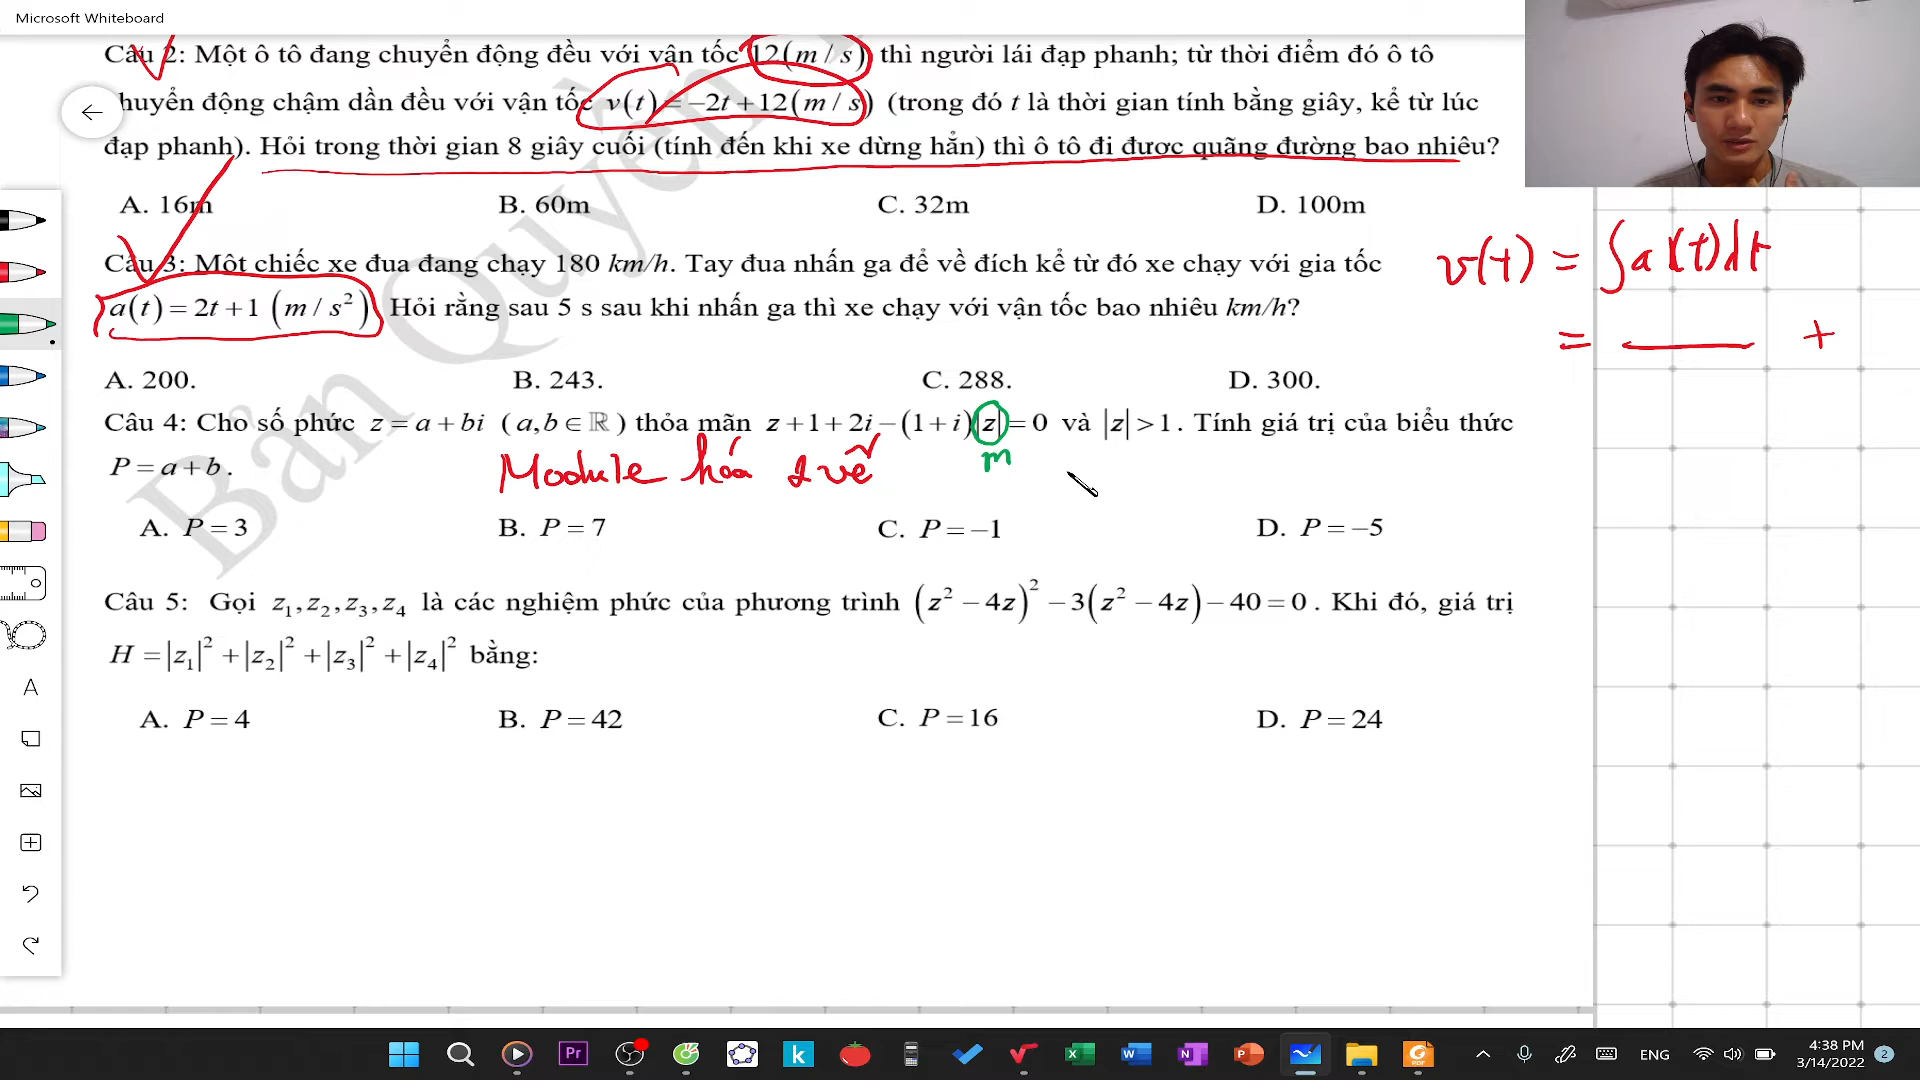 Microsoft Whiteboard
Câu 2: Một ô tô đang chuyển động đều với vận tốc 12(m / s) thì người lái đạp phanh; từ thời điểm đó ô tô
huyển động chậm dần đều với vận tốc v(t) = −2t + 12(m / s) (trong đó t là thời gian tính bằng giây, kể từ lúc
đạp phanh). Hỏi trong thời gian 8 giây cuối (tính đến khi xe dừng hẳn) thì ô tô đi được quãng đường bao nhiêu?
A. 16m B. 60m C. 32m D. 100m
Câu 3: Một chiếc xe đua đang chạy 180 km/h. Tay đua nhấn ga để về đích kể từ đó xe chạy với gia tốc
a(t) = 2t + 1 (m / s²) Hỏi rằng sau 5 s sau khi nhấn ga thì xe chạy với vận tốc bao nhiêu km/h?
v(t) = ∫a(t)dt
= +
A. 200. B. 243. C. 288. D. 300.
Câu 4: Cho số phức z = a + bi (a,b ∈ ℝ) thỏa mãn z + 1 + 2i − (1 + i)|z| = 0 và |z| > 1. Tính giá trị của biểu thức
P = a + b.
Module hóa 2 vế
m
A. P = 3 B. P = 7 C. P = −1 D. P = −5
Câu 5: Gọi z₁, z₂, z₃, z₄ là các nghiệm phức của phương trình (z² − 4z)² − 3(z² − 4z) − 40 = 0. Khi đó, giá trị
H = |z₁|² + |z₂|² + |z₃|² + |z₄|² bằng:
A. P = 4 B. P = 42 C. P = 16 D. P = 24
Bản Quyền
A
Pr
k
ENG
4:38 PM
3/14/2022
2